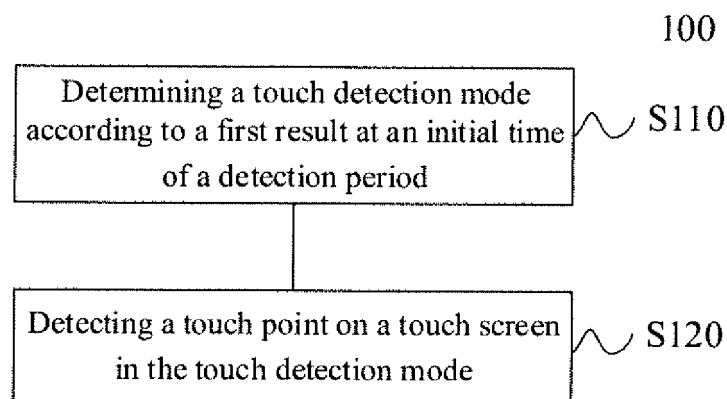 100
Determining a touch detection mode
according to a first result at an initial time
of a detection period
S110
Detecting a touch point on a touch screen
in the touch detection mode
S120